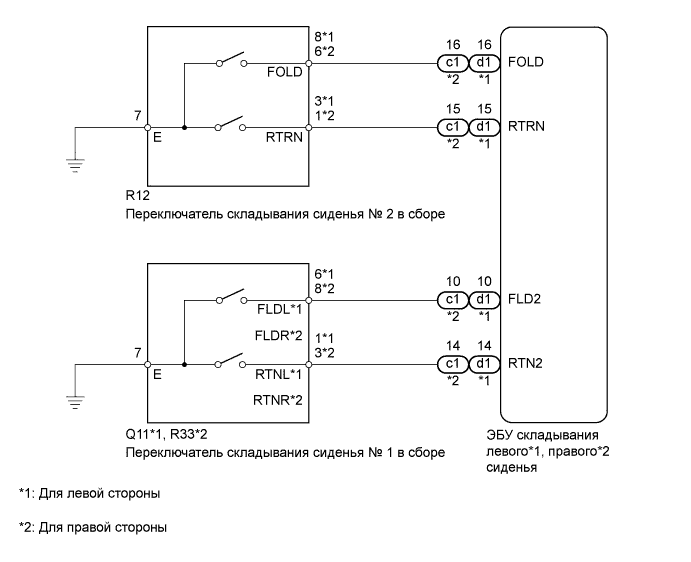 8*1
6*2
16 16
FOLD c1 d1 FOLD
*2 *1
3*1
1*2
7
15 15
E RTRN c1 d1 RTRN
*2 *1
R12
Переключатель складывания сиденья № 2 в сборе
6*1
8*2
10 10
FLDL*1 c1 d1 FLD2
*2 *1
FLDR*2
1*1
3*2
7
14 14
E RTNL*1 c1 d1 RTN2
*2 *1
RTNR*2
Q11*1, R33*2
Переключатель складывания сиденья № 1 в сборе
ЭБУ складывания
левого*1, правого*2
сиденья
*1: Для левой стороны
*2: Для правой стороны